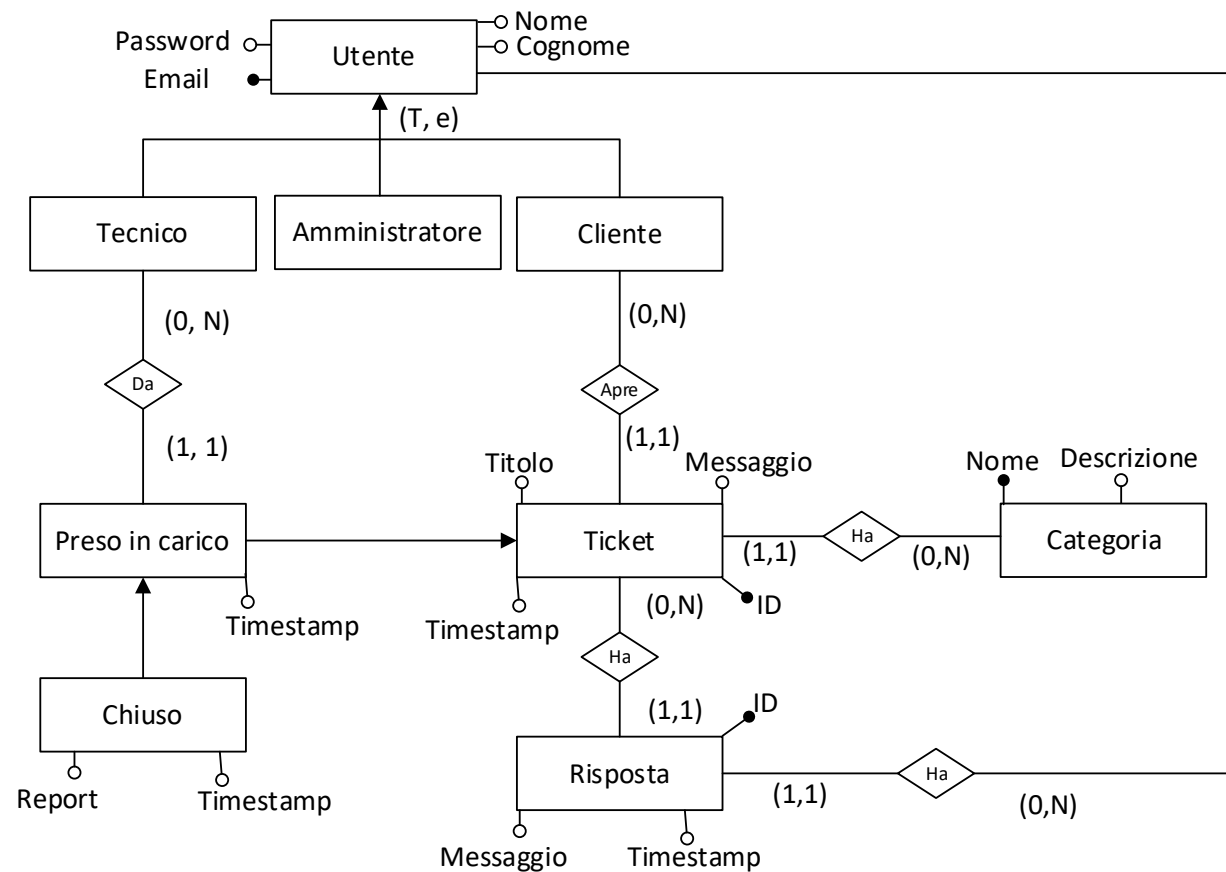 Nome
Password
Utente
Cognome
Email
(T, e)
Tecnico
Amministratore
Cliente
(0, N)
(0,N)
Da
Apre
(1, 1)
(1,1)
Titolo
Messaggio
Nome
Descrizione
Preso in carico
Ticket
Ha
Categoria
(1,1)
(0,N)
Timestamp
Timestamp
(0,N)
ID
Ha
Chiuso
(1,1)
ID
Risposta
Ha
Report
Timestamp
(1,1)
(0,N)
Messaggio
Timestamp